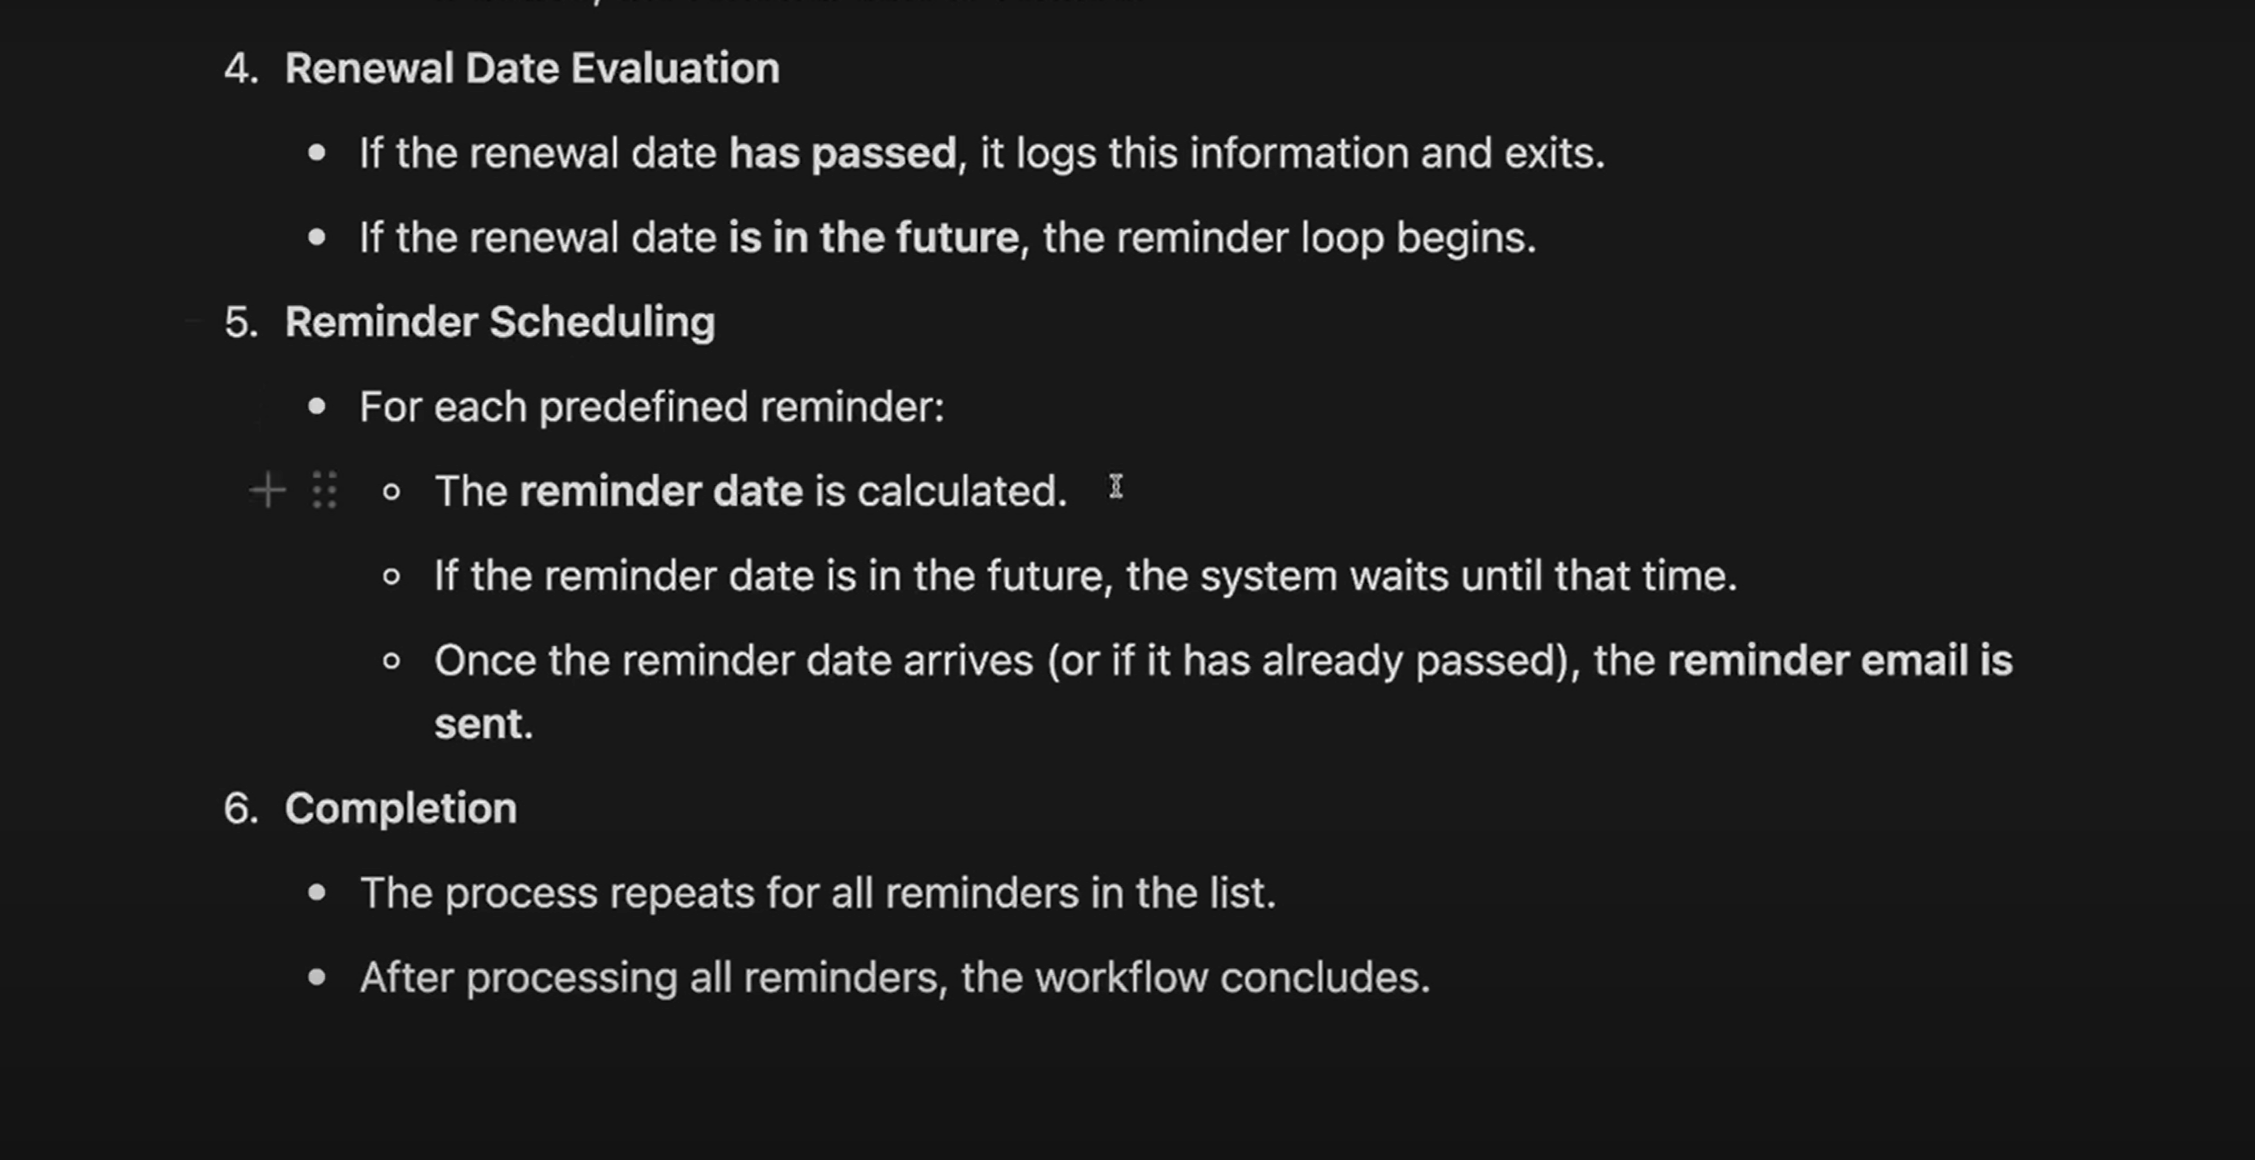 4. Renewal Date Evaluation
• If the renewal date has passed, it logs this information and exits.
• If the renewal date is in the future, the reminder loop begins.
5. Reminder Scheduling
• For each predefined reminder:
◦ The reminder date is calculated.
◦ If the reminder date is in the future, the system waits until that time.
◦ Once the reminder date arrives (or if it has already passed), the reminder email is
sent.
6. Completion
• The process repeats for all reminders in the list.
• After processing all reminders, the workflow concludes.